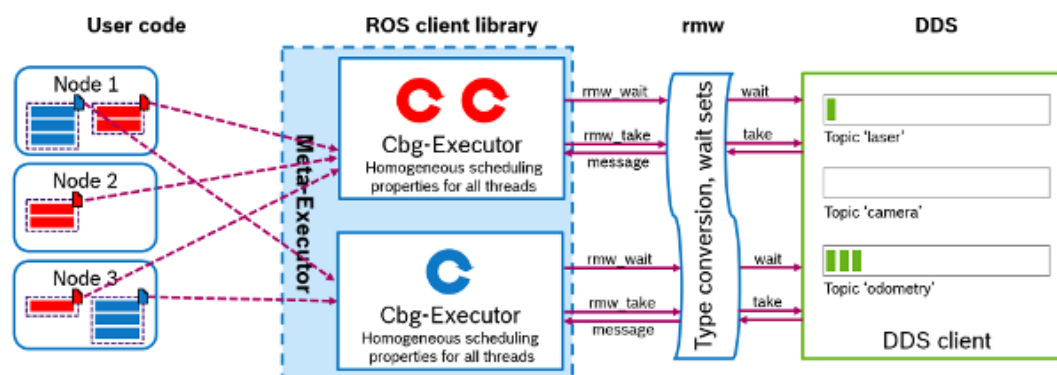 User code
ROS client library
rmw
DDS
Node 1
Node 2
Node 3
Meta-Executor
Cbg-Executor
Homogeneous scheduling
properties for all threads
Cbg-Executor
Homogeneous scheduling
properties for all threads
rmw_wait
rmw_take
message
rmw_wait
rmw_take
message
Type conversion, wait sets
wait
take
wait
take
Topic 'laser'
Topic 'camera'
Topic 'odometry'
DDS client